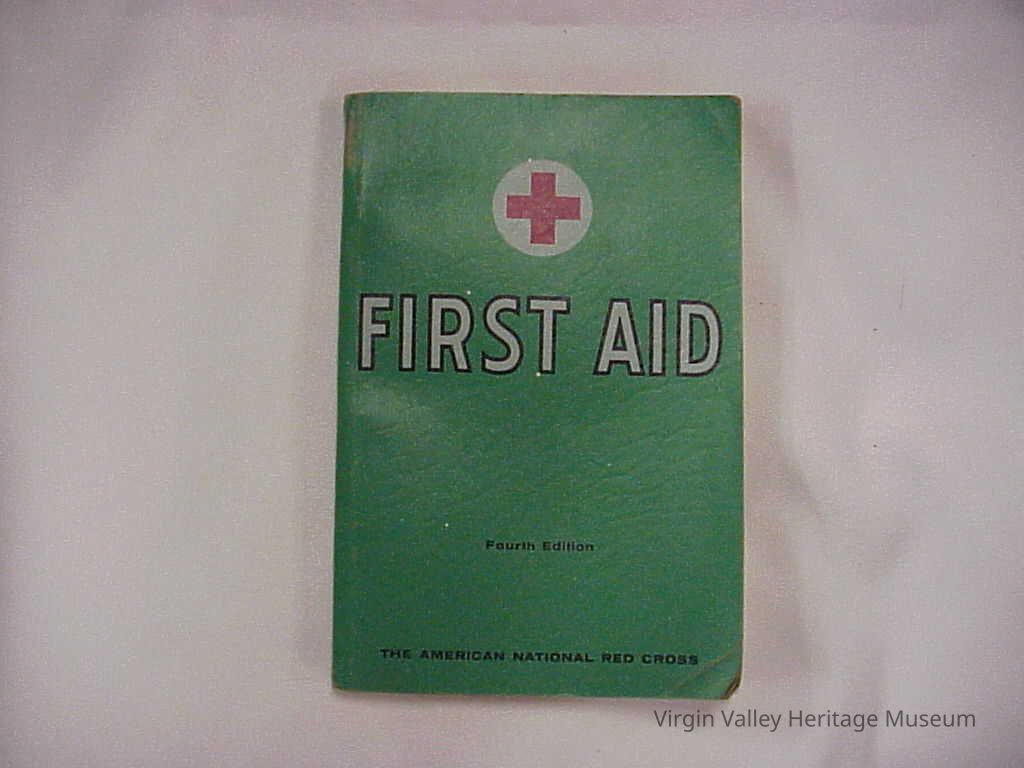 FIRST AID
Fourth Edition
THE AMERICAN NATIONAL RED CROSS
Virgin Valley Heritage Museum